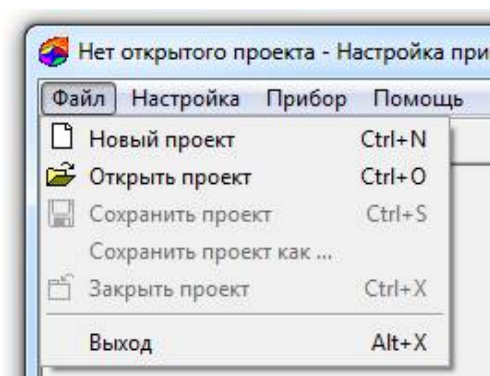 Нет открытого проекта - Настройка при
Файл Настройка Прибор Помощь
Новый проект Ctrl+N
Открыть проект Ctrl+O
Сохранить проект Ctrl+S
Сохранить проект как ...
Закрыть проект Ctrl+X
Выход Alt+X